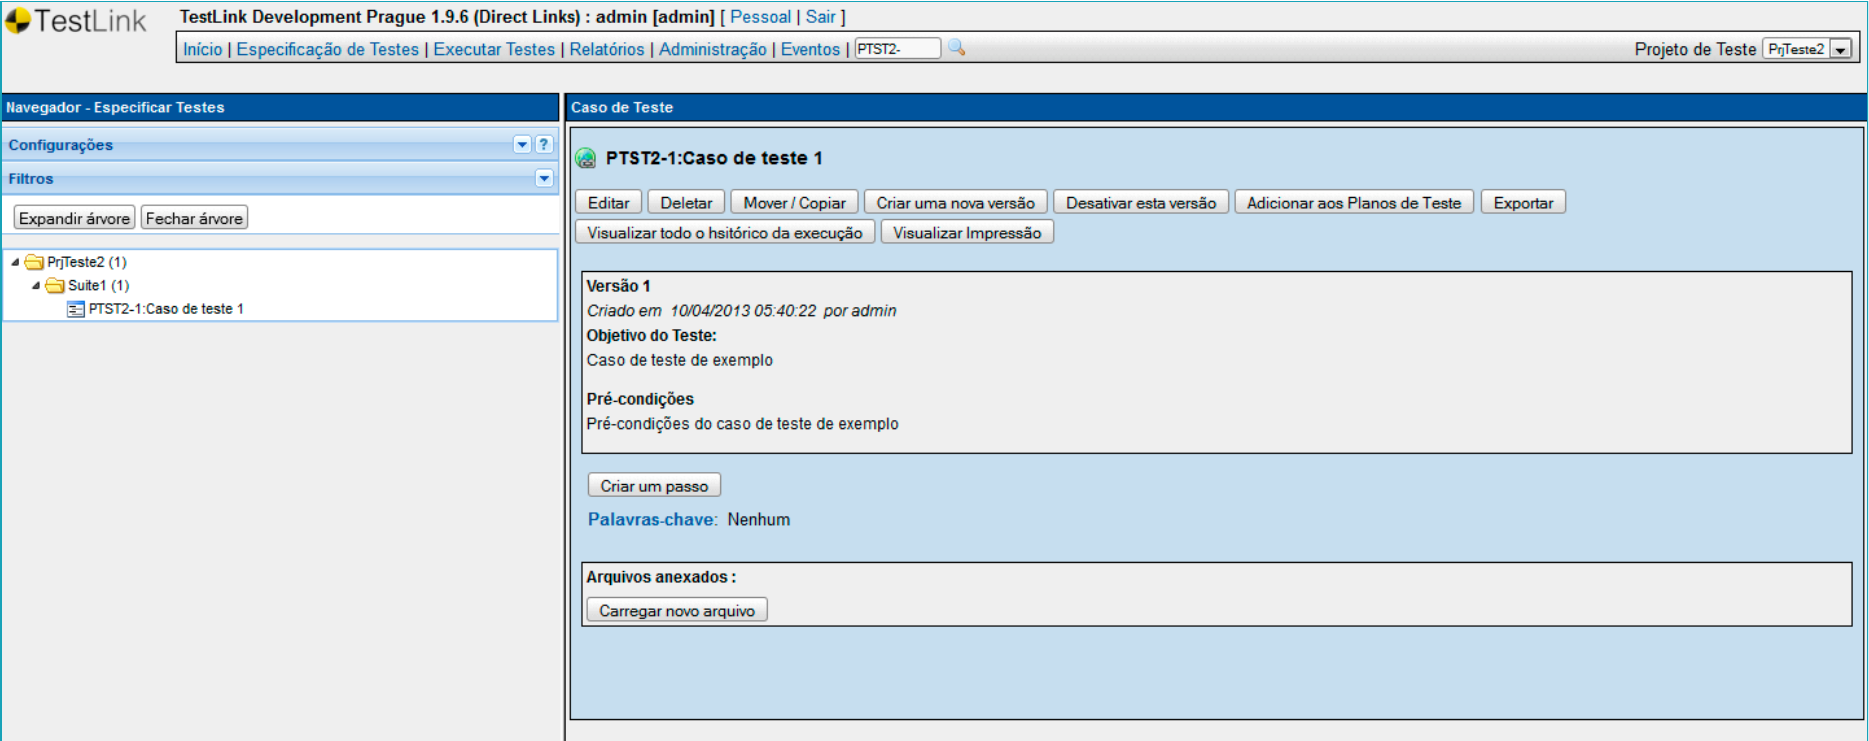 TestLink
TestLink Development Prague 1.9.6 (Direct Links) : admin [admin] [ Pessoal | Sair ]
Início | Especificação de Testes | Executar Testes | Relatórios | Administração | Eventos | PTST2-
Projeto de Teste PrjTeste2
Navegador - Especificar Testes
Configurações ?
Filtros
Expandir árvore Fechar árvore
PrjTeste2 (1)
Suite1 (1)
PTST2-1:Caso de teste 1
Caso de Teste
PTST2-1:Caso de teste 1
Editar Deletar Mover / Copiar Criar uma nova versão Desativar esta versão Adicionar aos Planos de Teste Exportar
Visualizar todo o hsitórico da execução Visualizar Impressão
Versão 1
Criado em 10/04/2013 05:40:22 por admin
Objetivo do Teste:
Caso de teste de exemplo
Pré-condições
Pré-condições do caso de teste de exemplo
Criar um passo
Palavras-chave: Nenhum
Arquivos anexados :
Carregar novo arquivo